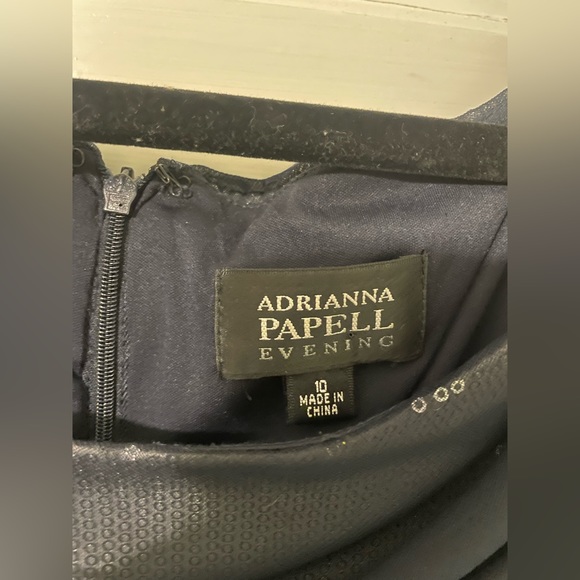 ADRIANNA
PAPELL
EVENING
10
MADE IN
CHINA